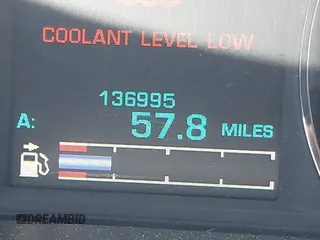 COOLANT LEVEL LOW
136995
A: 57.8 MILES
DREAMBID